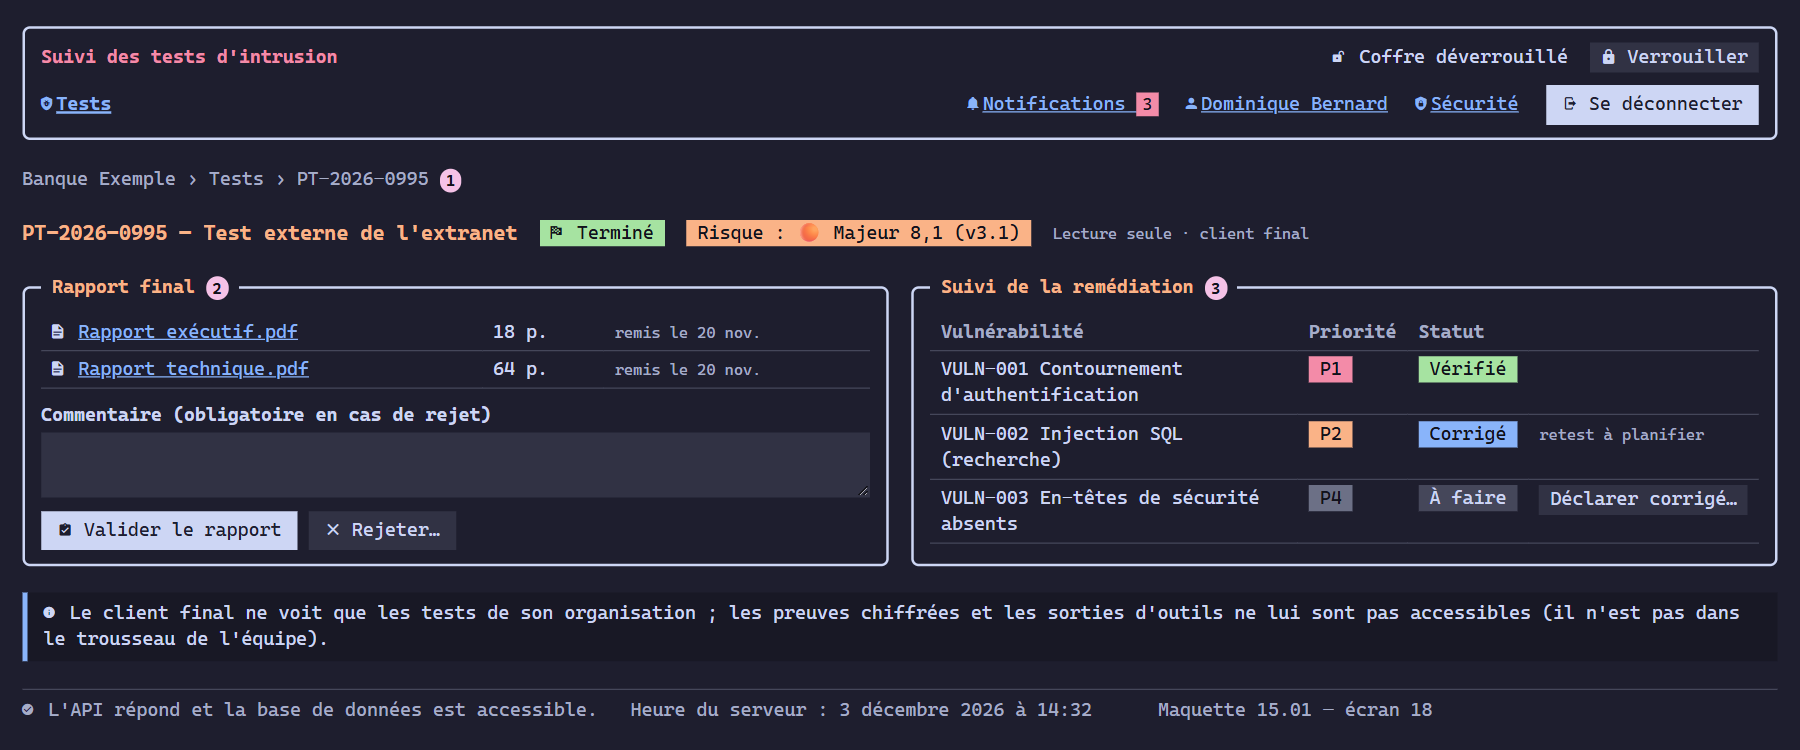 Suivi des tests d'intrusion
Coffre déverrouillé
Verrouiller
Tests
Notifications 3
Dominique Bernard
Sécurité
Se déconnecter
Banque Exemple › Tests › PT-2026-0995 1
PT-2026-0995 — Test externe de l'extranet
Terminé
Risque : Majeur 8,1 (v3.1)
Lecture seule · client final
Rapport final 2
Rapport exécutif.pdf 18 p. remis le 20 nov.
Rapport technique.pdf 64 p. remis le 20 nov.
Commentaire (obligatoire en cas de rejet)
Valider le rapport
Rejeter…
Suivi de la remédiation 3
Vulnérabilité Priorité Statut
VULN-001 Contournement
d'authentification
P1 Vérifié
VULN-002 Injection SQL
(recherche)
P2 Corrigé retest à planifier
VULN-003 En-têtes de sécurité
absents
P4 À faire Déclarer corrigé…
Le client final ne voit que les tests de son organisation ; les preuves chiffrées et les sorties d'outils ne lui sont pas accessibles (il n'est pas dans
le trousseau de l'équipe).
L'API répond et la base de données est accessible. Heure du serveur : 3 décembre 2026 à 14:32 Maquette 15.01 — écran 18